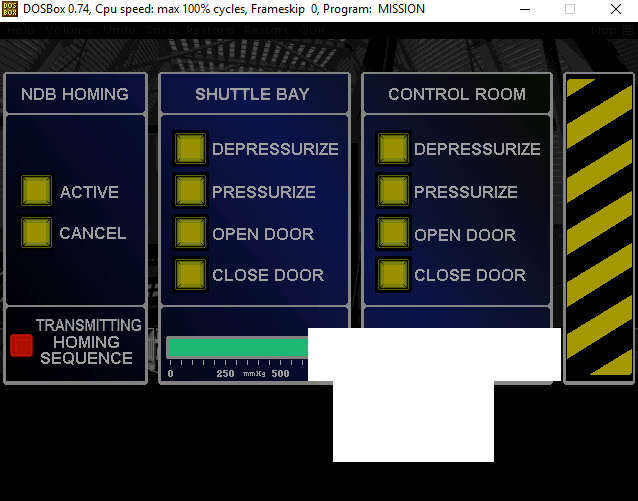 DOSBox 0.74, Cpu speed: max 100% cycles, Frameskip 0, Program: MISSION
Help Volume Undo Save Restore Restart Quit Map
NDB HOMING
ACTIVE
CANCEL
TRANSMITTING
HOMING
SEQUENCE
SHUTTLE BAY
DEPRESSURIZE
PRESSURIZE
OPEN DOOR
CLOSE DOOR
0 250 mmHg 500
CONTROL ROOM
DEPRESSURIZE
PRESSURIZE
OPEN DOOR
CLOSE DOOR